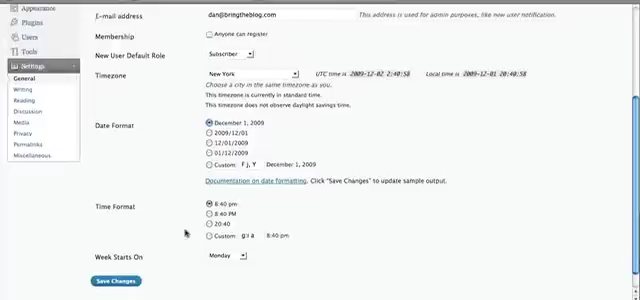 Appearance
Plugins
Users
Tools
Settings
General
Writing
Reading
Discussion
Media
Privacy
Permalinks
Miscellaneous
E-mail address dan@bringtheblog.com This address is used for admin purposes, like new user notification.
Membership Anyone can register
New User Default Role Subscriber
Timezone New York UTC time is 2009-12-02 2:40:58 Local time is 2009-12-01 20:40:58
Choose a city in the same timezone as you.
This timezone is currently in standard time.
This timezone does not observe daylight savings time.
Date Format December 1, 2009
2009/12/01
12/01/2009
01/12/2009
Custom: F j, Y December 1, 2009
Documentation on date formatting. Click "Save Changes" to update sample output.
Time Format 8:40 pm
8:40 PM
20:40
Custom: g:i a 8:40 pm
Week Starts On Monday
Save Changes